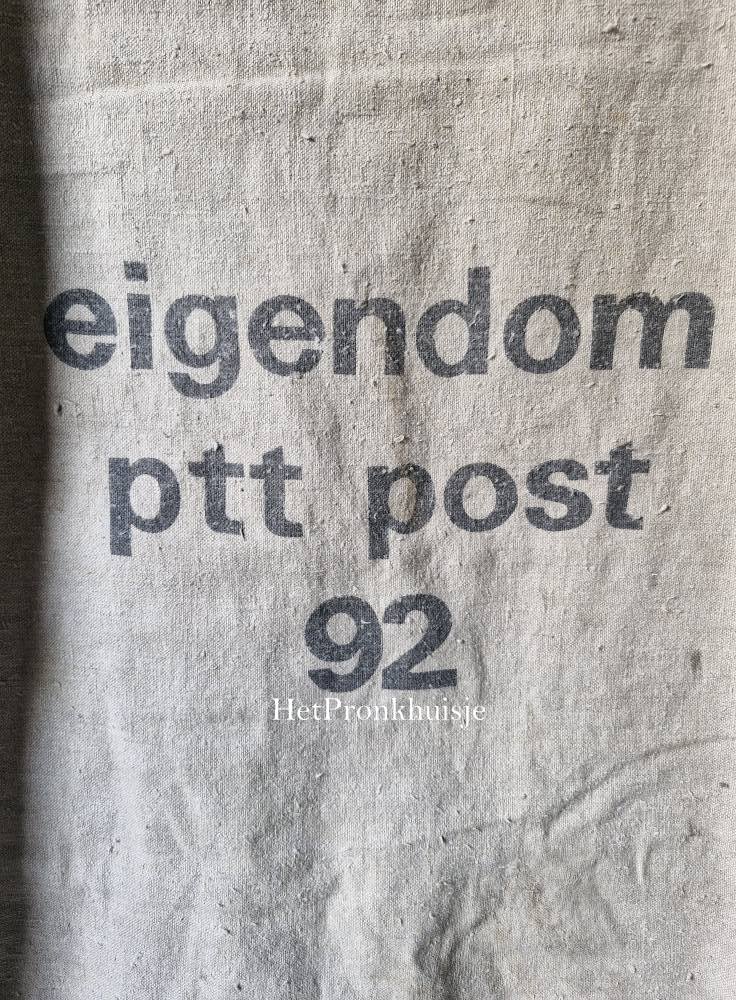 eigendom
ptt post
92
HetPronkhuisje